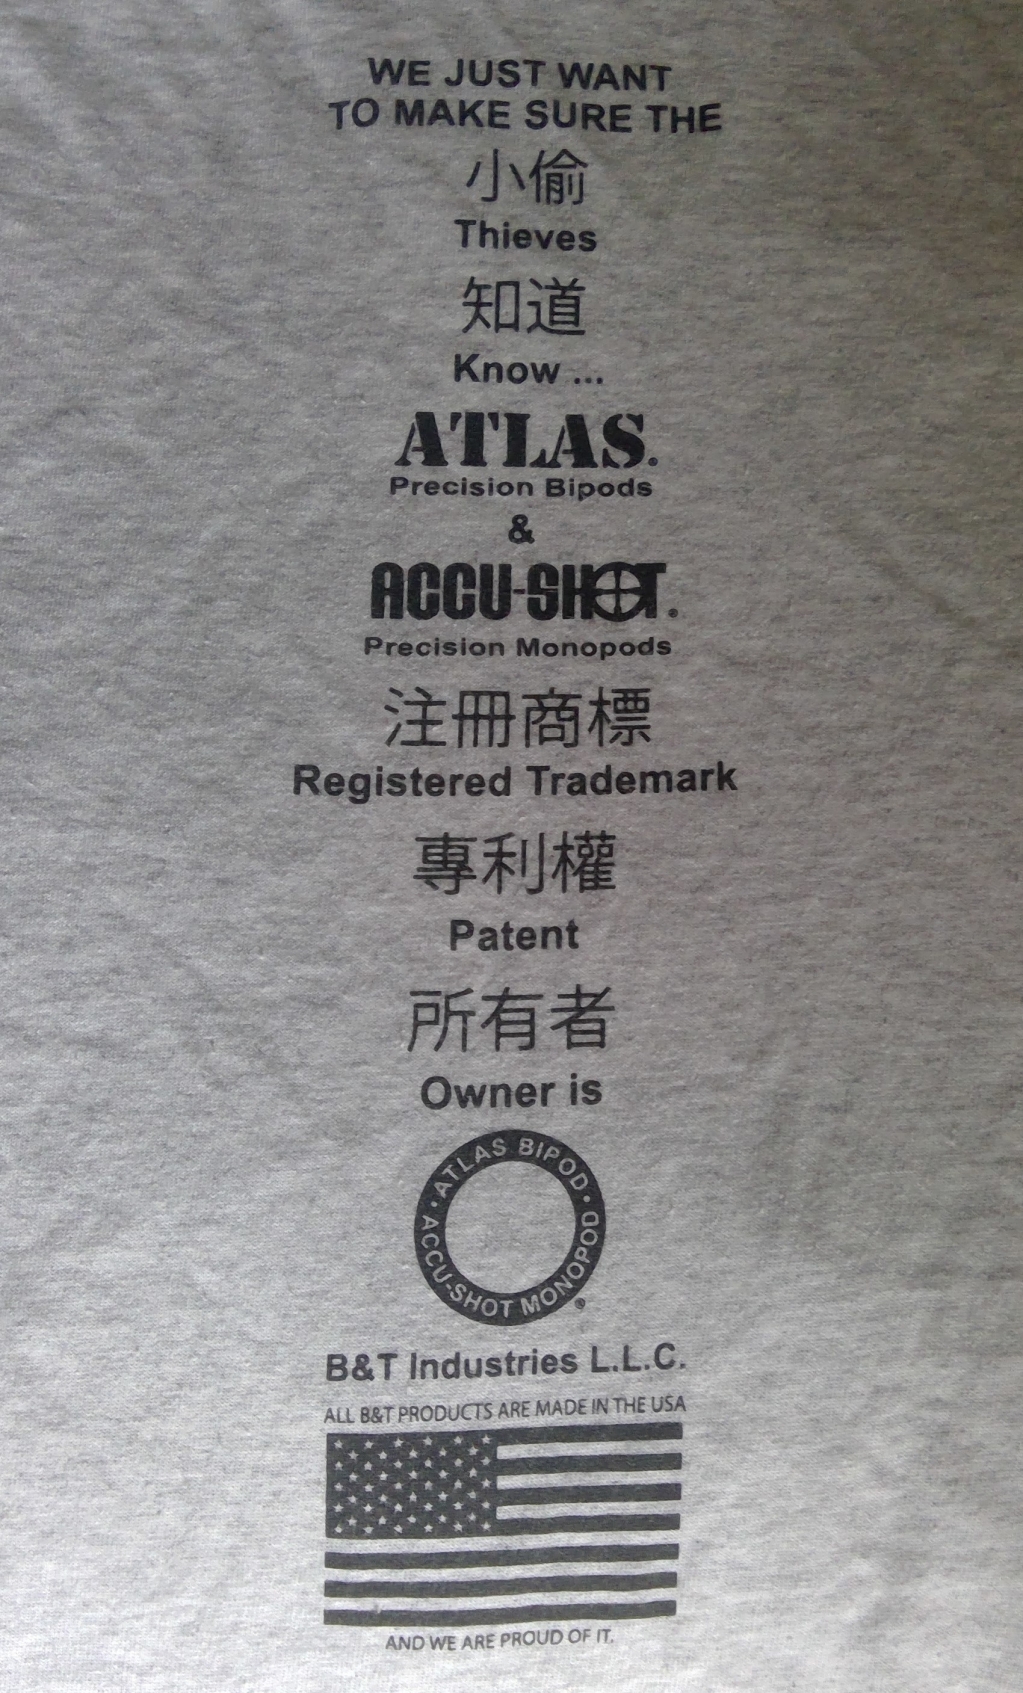 WE JUST WANT
TO MAKE SURE THE
小偷
Thieves
知道
Know ...
ATLAS®
Precision Bipods
&
ACCU-SHOT®
Precision Monopods
注冊商標
Registered Trademark
專利權
Patent
所有者
Owner is
• ATLAS BIPOD •
ACCU-SHOT MONOPOD ®
B&T Industries L.L.C.
ALL B&T PRODUCTS ARE MADE IN THE USA
AND WE ARE PROUD OF IT.